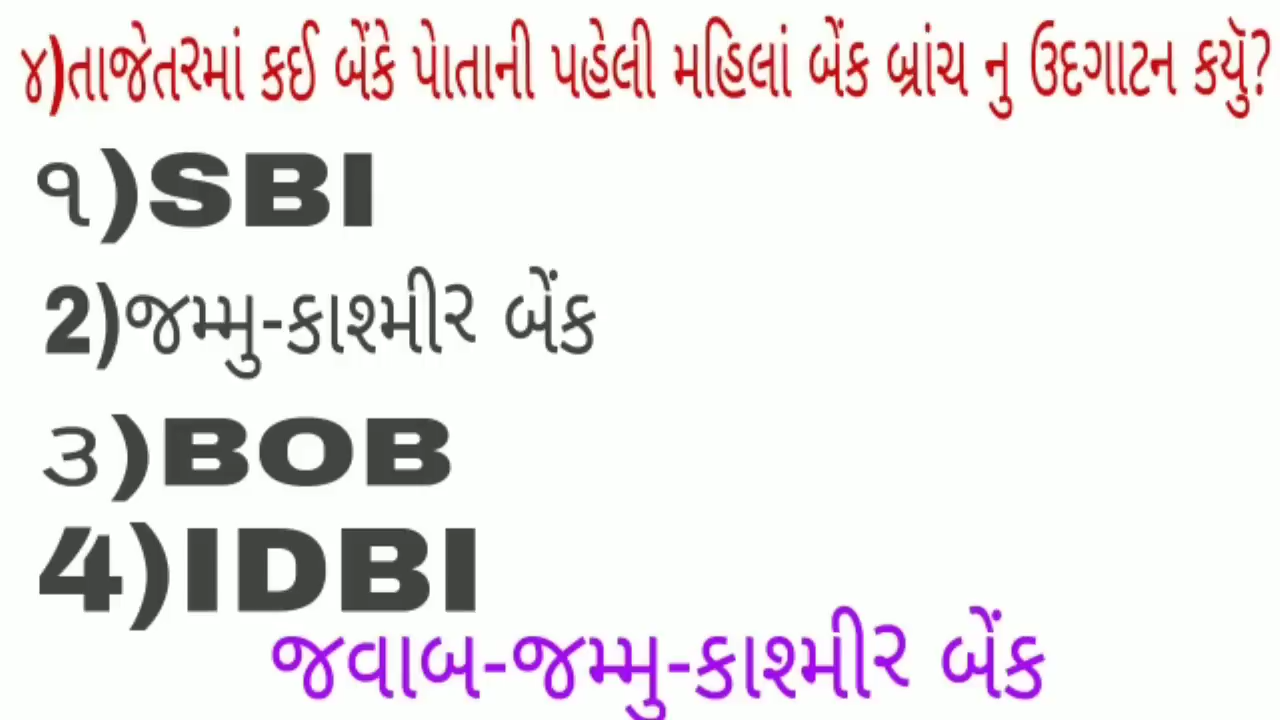 ૪)તાજેતરમાં કઈ બેંકે પોતાની પહેલી મહિલાં બેંક બ્રાંચ નુ ઉદગાટન કર્યું?
૧)SBI
2)જમ્મુ-કાશ્મીર બેંક
૩)BOB
4)IDBI
જવાબ-જમ્મુ-કાશ્મીર બેંક